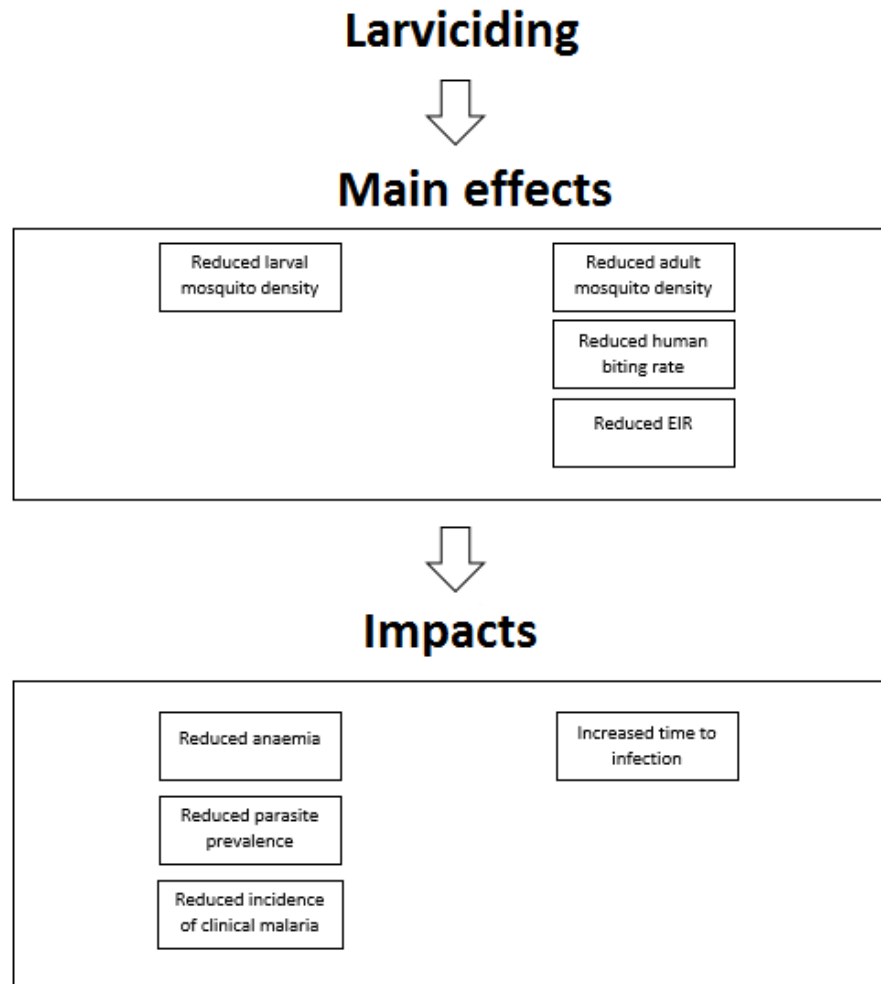 Larviciding
Main effects
Reduced larval
mosquito density
Reduced adult
mosquito density
Reduced human
biting rate
Reduced EIR
Impacts
Reduced anaemia
Reduced parasite
prevalence
Reduced incidence
of clinical malaria
Increased time to
infection